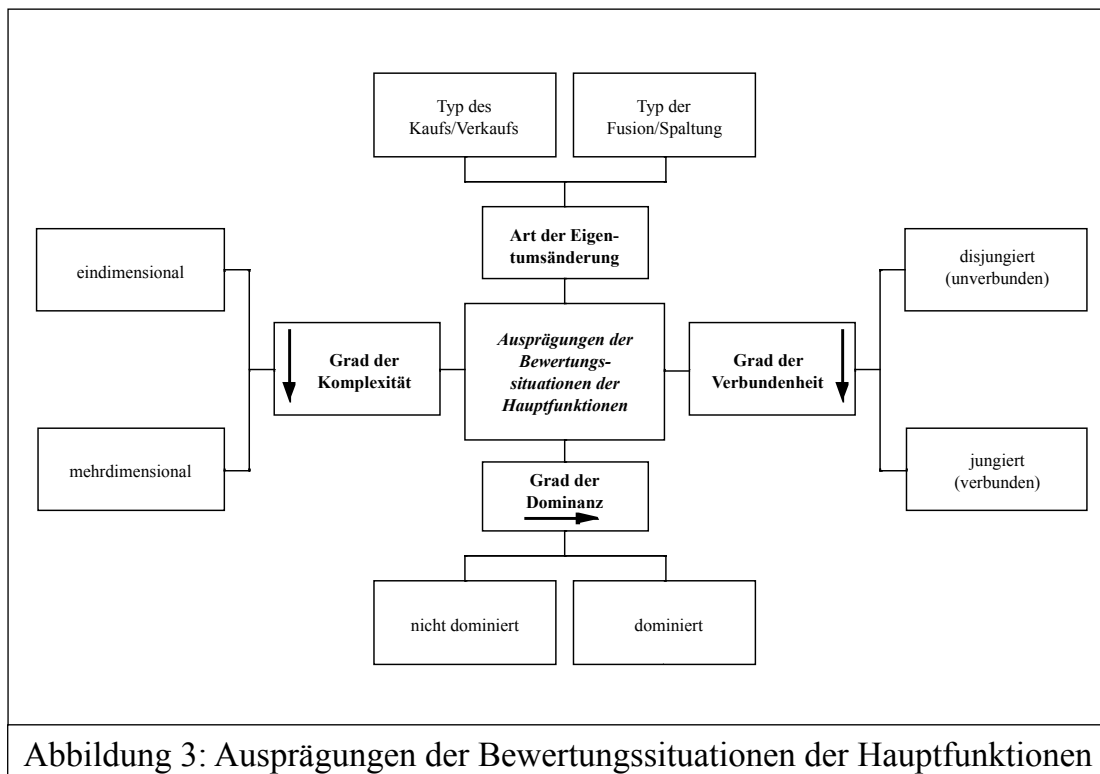 Typ des
Kaufs/Verkaufs
Typ der
Fusion/Spaltung
Art der Eigen-
tumsänderung
eindimensional
disjungiert
(unverbunden)
Grad der
Komplexität
Ausprägungen der
Bewertungs-
situationen der
Hauptfunktionen
Grad der
Verbundenheit
mehrdimensional
jungiert
(verbunden)
Grad der
Dominanz
nicht dominiert
dominiert
Abbildung 3: Ausprägungen der Bewertungssituationen der Hauptfunktionen